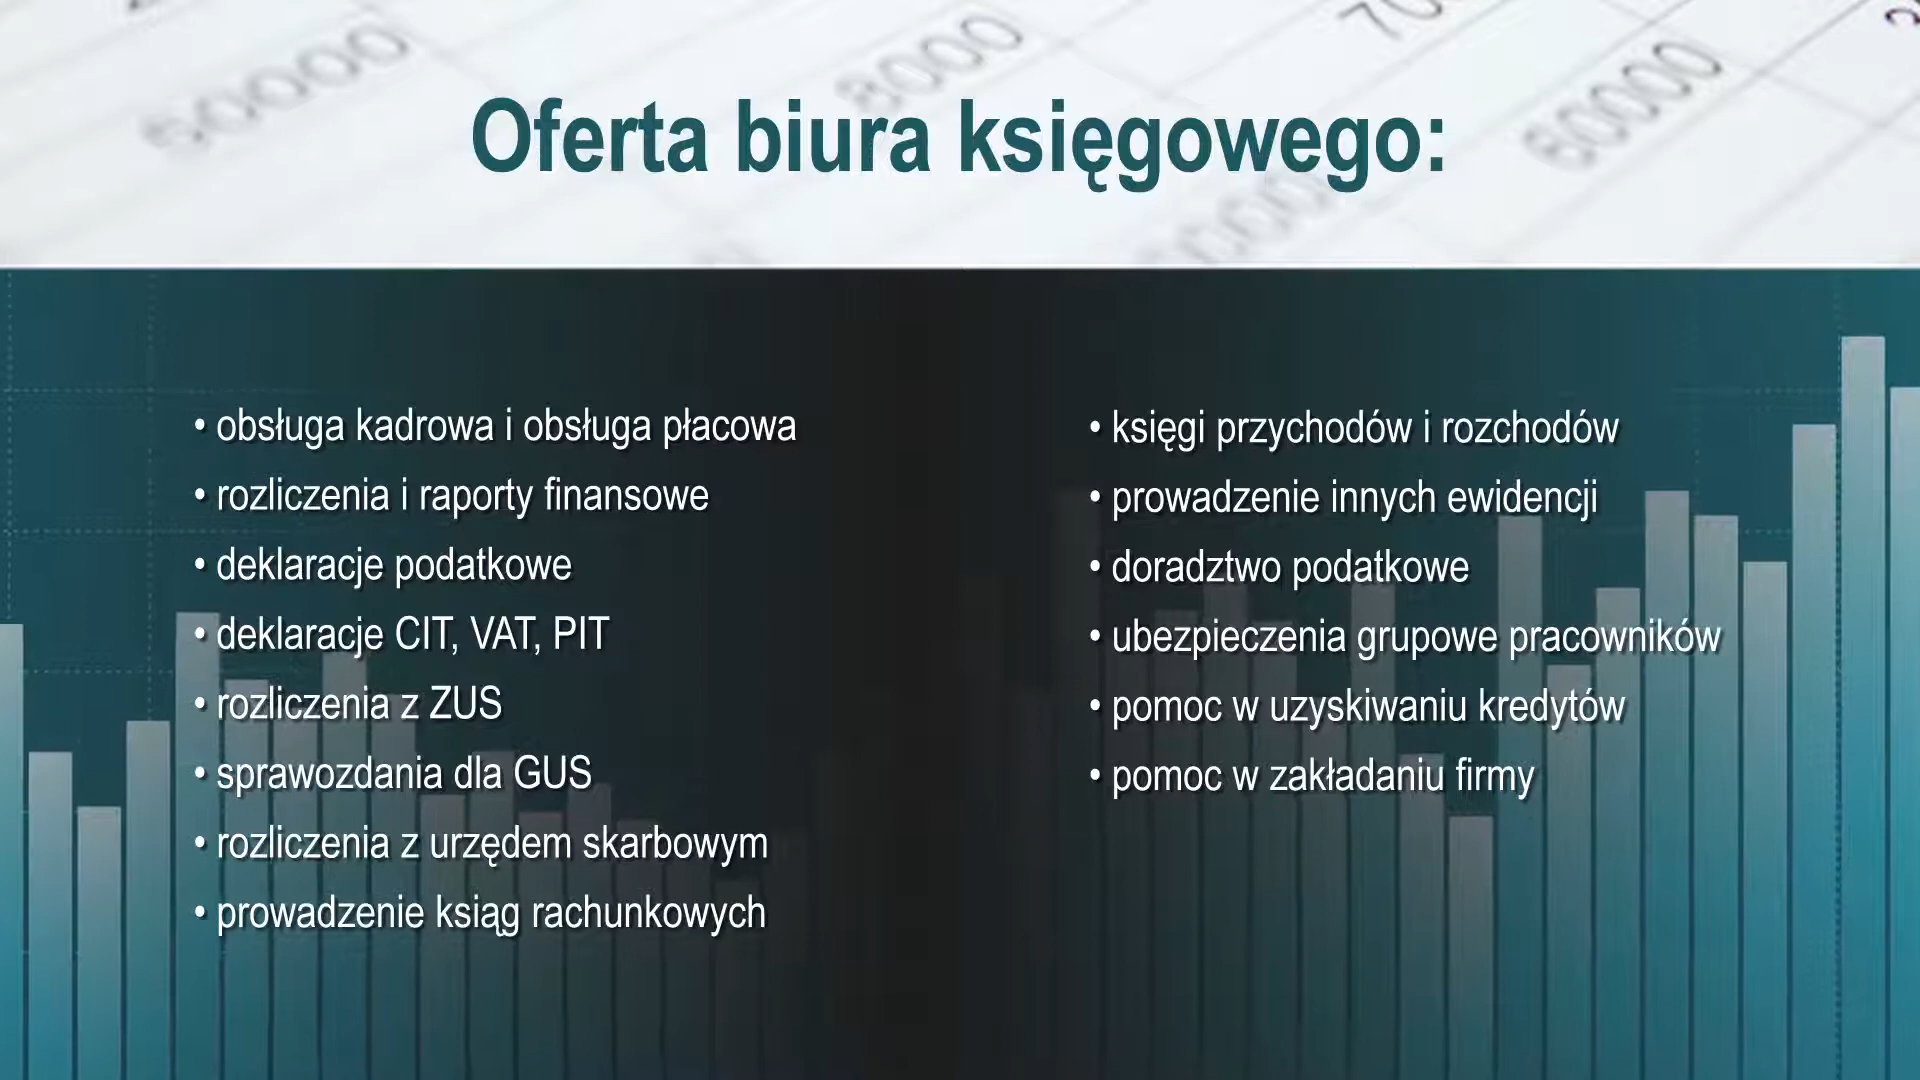 Oferta biura księgowego:
• obsługa kadrowa i obsługa płacowa
• rozliczenia i raporty finansowe
• deklaracje podatkowe
• deklaracje CIT, VAT, PIT
• rozliczenia z ZUS
• sprawozdania dla GUS
• rozliczenia z urzędem skarbowym
• prowadzenie ksiąg rachunkowych
• księgi przychodów i rozchodów
• prowadzenie innych ewidencji
• doradztwo podatkowe
• ubezpieczenia grupowe pracowników
• pomoc w uzyskiwaniu kredytów
• pomoc w zakładaniu firmy